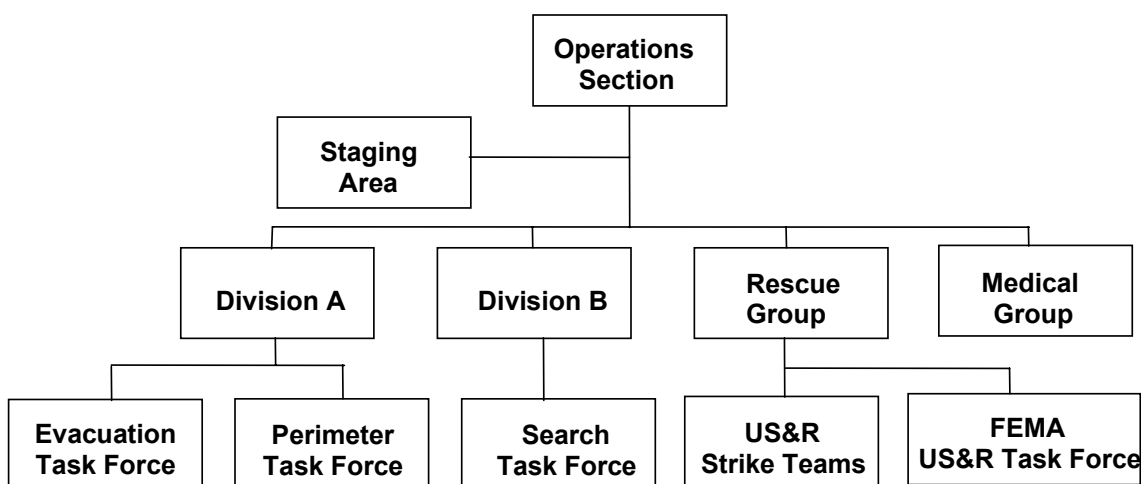 Operations
Section
Staging
Area
Division A
Division B
Rescue
Group
Medical
Group
Evacuation
Task Force
Perimeter
Task Force
Search
Task Force
US&R
Strike Teams
FEMA
US&R Task Force